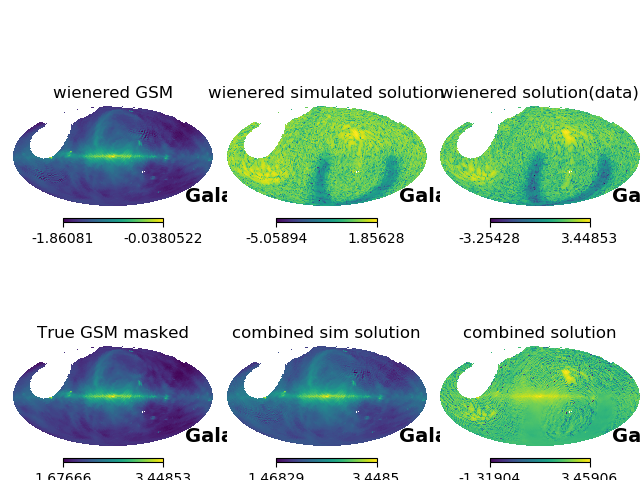 wienered GSM
wienered simulated solution
wienered solution(data)
Gala
Gala
Ga
-1.86081 -0.0380522
-5.05894 1.85628
-3.25428 3.44853
True GSM masked
combined sim solution
combined solution
Gala
Gala
Ga
1.67666 3.44853
1.46829 3.4485
-1.31904 3.45906